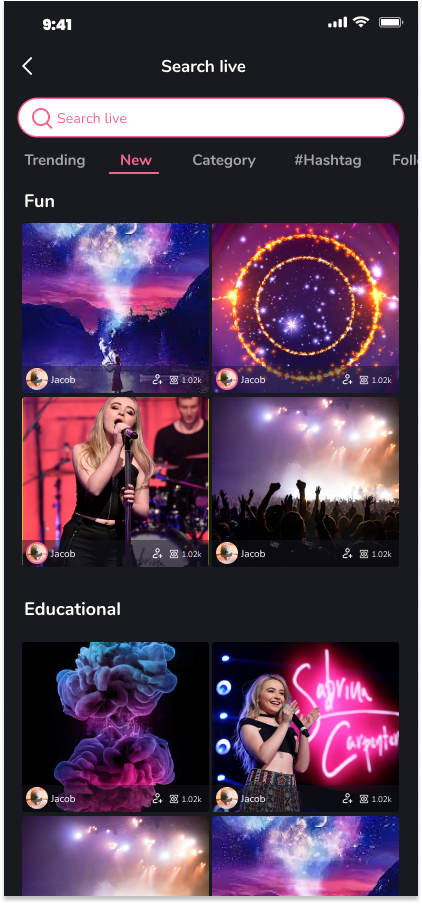 9:41
Search live
Search live
Trending New Category #Hashtag Foll
Fun
Jacob 1.02k Jacob 1.02k
Jacob 1.02k Jacob 1.02k
Educational
Sabrina
Carpenter
Jacob 1.02k Jacob 1.02k